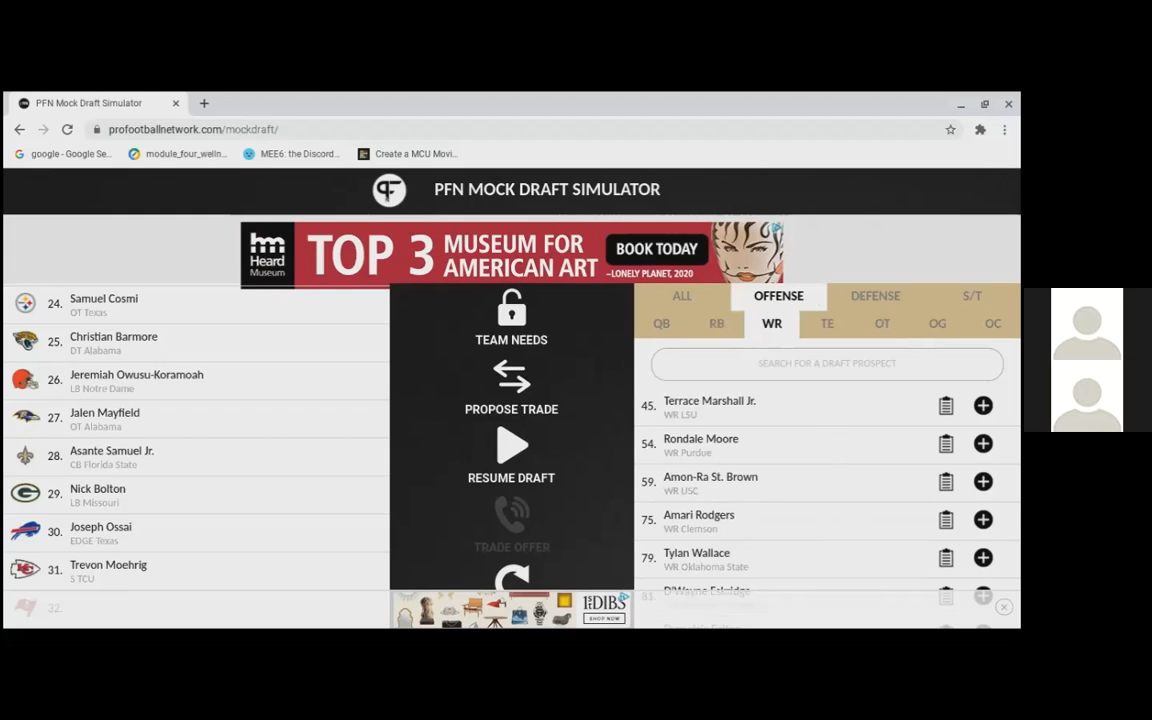 PFN Mock Draft Simulator
profootballnetwork.com/mockdraft/
google - Google Se...
module_four_welln...
MEE6: the Discord...
Create a MCU Movi...
PFN MOCK DRAFT SIMULATOR
hm
Heard
Museum
TOP 3 MUSEUM FOR
AMERICAN ART
BOOK TODAY
–LONELY PLANET, 2020
24. Samuel Cosmi
OT Texas
25. Christian Barmore
DT Alabama
26. Jeremiah Owusu-Koramoah
LB Notre Dame
27. Jalen Mayfield
OT Alabama
28. Asante Samuel Jr.
CB Florida State
29. Nick Bolton
LB Missouri
30. Joseph Ossai
EDGE Texas
31. Trevon Moehrig
S TCU
32.
TEAM NEEDS
PROPOSE TRADE
RESUME DRAFT
TRADE OFFER
1STDIBS
SHOP NOW
ALL OFFENSE DEFENSE S/T
QB RB WR TE OT OG OC
SEARCH FOR A DRAFT PROSPECT
45. Terrace Marshall Jr.
WR LSU
54. Rondale Moore
WR Purdue
59. Amon-Ra St. Brown
WR USC
75. Amari Rodgers
WR Clemson
79. Tylan Wallace
WR Oklahoma State
81. D'Wayne Eskridge